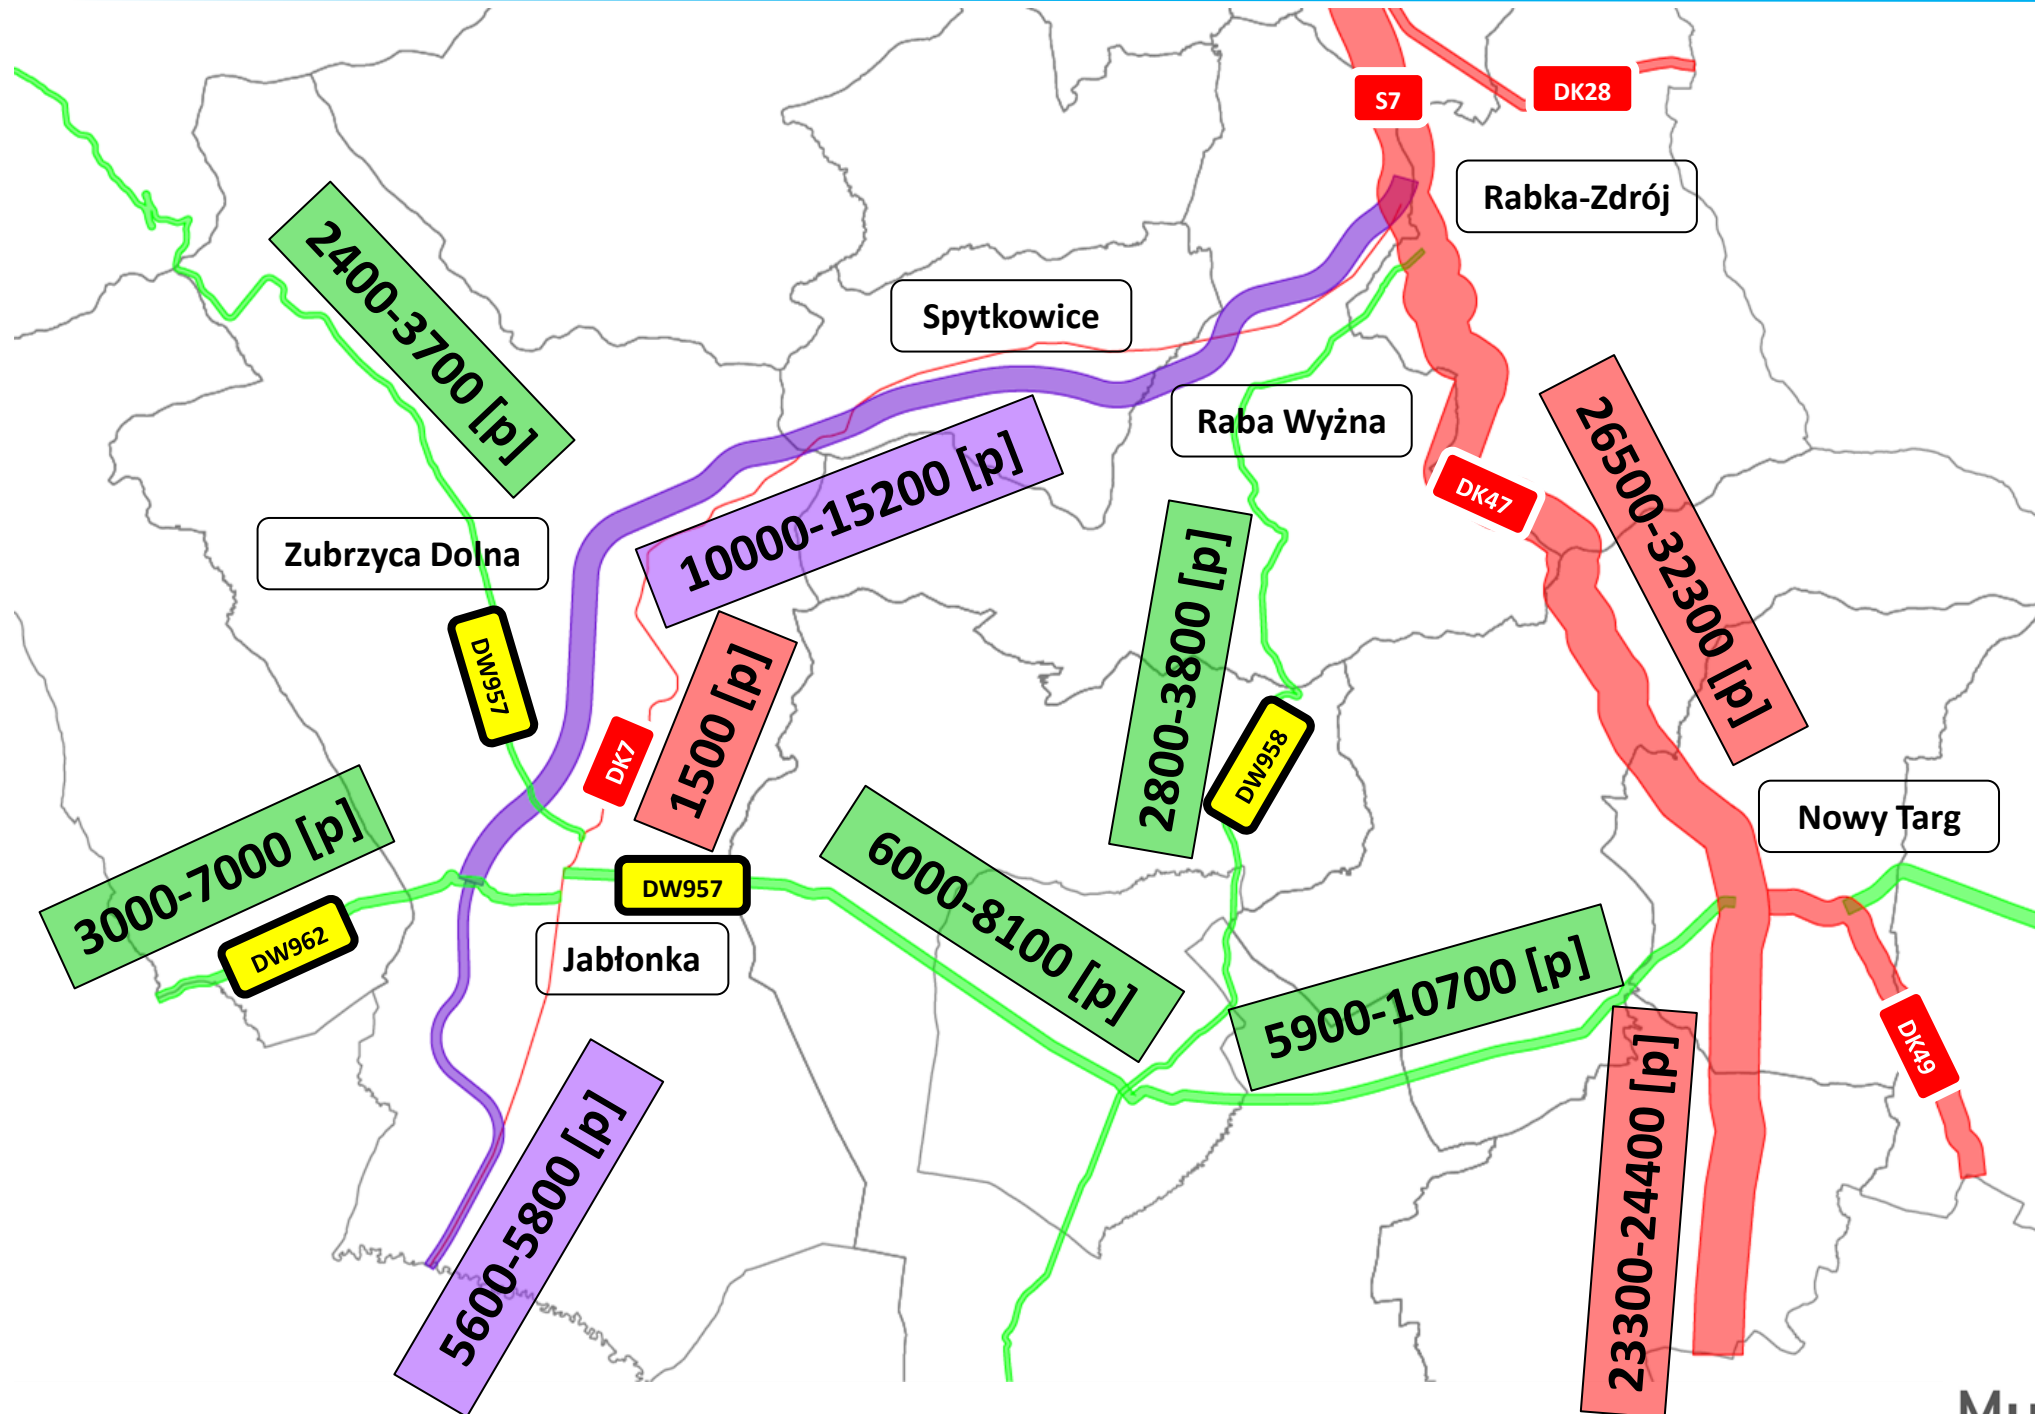 S7
DK28
Rabka-Zdrój
2400-3700 [p]
Spytkowice
Raba Wyżna
26500-32300 [p]
DK47
10000-15200 [p]
Zubrzyca Dolna
2800-3800 [p]
DW957
1500 [p]
DK7
DW958
Nowy Targ
3000-7000 [p]
6000-8100 [p]
DW957
DW962
Jabłonka
5900-10700 [p]
DK49
5600-5800 [p]
23300-24400 [p]